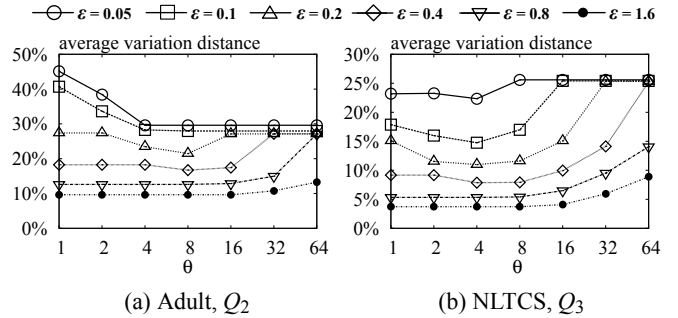 ε = 0.05 ε = 0.1 ε = 0.2 ε = 0.4 ε = 0.8 ε = 1.6
average variation distance
50%
40%
30%
20%
10%
0%
1 2 4 8 16 32 64
θ
(a) Adult, Q2
average variation distance
30%
25%
20%
15%
10%
5%
0%
1 2 4 8 16 32 64
θ
(b) NLTCS, Q3